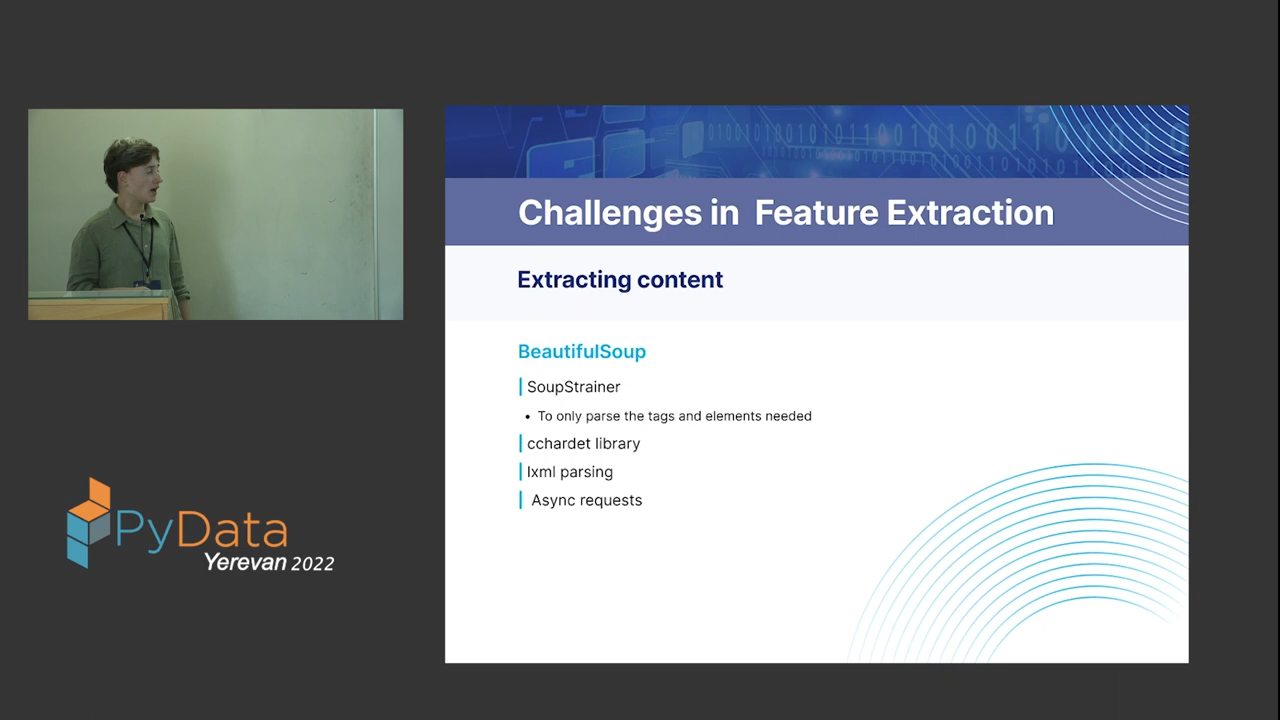 Challenges in Feature Extraction
Extracting content
BeautifulSoup
SoupStrainer
• To only parse the tags and elements needed
cchardet library
lxml parsing
Async requests
PyData
Yerevan 2022